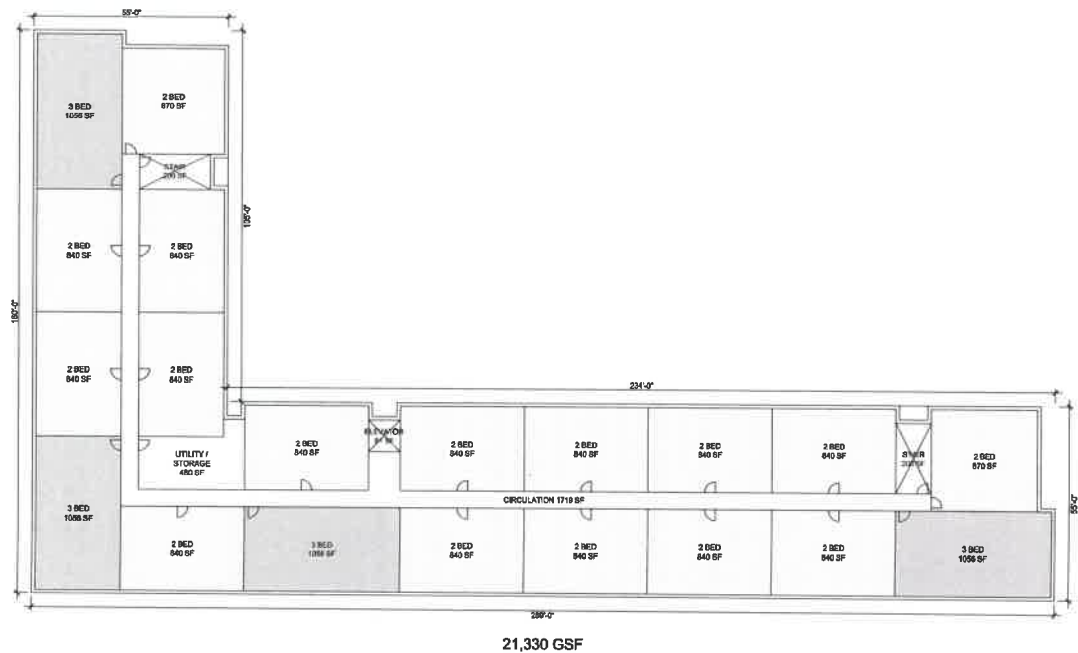 55'-0"
3 BED
1056 SF
2 BED
870 SF
STAIR
200 SF
180'-0"
2 BED
840 SF
2 BED
840 SF
2 BED
840 SF
2 BED
840 SF
234'-0"
3 BED
1056 SF
UTILITY /
STORAGE
480 SF
2 BED
840 SF
ELEVATOR
2 BED
840 SF
2 BED
840 SF
2 BED
840 SF
2 BED
840 SF
STAIR
200 SF
2 BED
870 SF
55'-0"
CIRCULATION 1719 SF
2 BED
840 SF
3 BED
1056 SF
2 BED
840 SF
2 BED
840 SF
2 BED
840 SF
2 BED
840 SF
3 BED
1056 SF
289'-0"
21,330 GSF